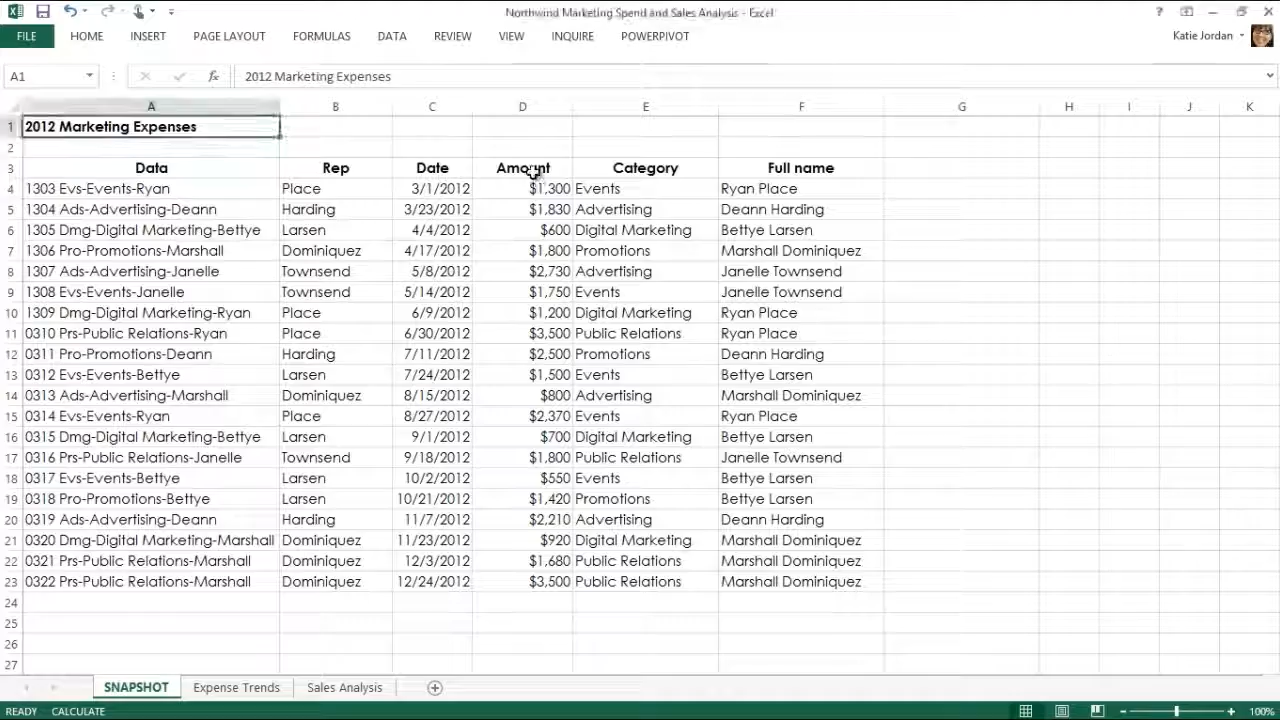 Northwind Marketing Spend and Sales Analysis - Excel
FILE HOME INSERT PAGE LAYOUT FORMULAS DATA REVIEW VIEW INQUIRE POWERPIVOT Katie Jordan
A1 fx 2012 Marketing Expenses
A B C D E F G H I J K
1 2012 Marketing Expenses
2
3 Data Rep Date Amount Category Full name
4 1303 Evs-Events-Ryan Place 3/1/2012 $1,300 Events Ryan Place
5 1304 Ads-Advertising-Deann Harding 3/23/2012 $1,830 Advertising Deann Harding
6 1305 Dmg-Digital Marketing-Bettye Larsen 4/4/2012 $600 Digital Marketing Bettye Larsen
7 1306 Pro-Promotions-Marshall Dominiquez 4/17/2012 $1,800 Promotions Marshall Dominiquez
8 1307 Ads-Advertising-Janelle Townsend 5/8/2012 $2,730 Advertising Janelle Townsend
9 1308 Evs-Events-Janelle Townsend 5/14/2012 $1,750 Events Janelle Townsend
10 1309 Dmg-Digital Marketing-Ryan Place 6/9/2012 $1,200 Digital Marketing Ryan Place
11 0310 Prs-Public Relations-Ryan Place 6/30/2012 $3,500 Public Relations Ryan Place
12 0311 Pro-Promotions-Deann Harding 7/11/2012 $2,500 Promotions Deann Harding
13 0312 Evs-Events-Bettye Larsen 7/24/2012 $1,500 Events Bettye Larsen
14 0313 Ads-Advertising-Marshall Dominiquez 8/15/2012 $800 Advertising Marshall Dominiquez
15 0314 Evs-Events-Ryan Place 8/27/2012 $2,370 Events Ryan Place
16 0315 Dmg-Digital Marketing-Bettye Larsen 9/1/2012 $700 Digital Marketing Bettye Larsen
17 0316 Prs-Public Relations-Janelle Townsend 9/18/2012 $1,800 Public Relations Janelle Townsend
18 0317 Evs-Events-Bettye Larsen 10/2/2012 $550 Events Bettye Larsen
19 0318 Pro-Promotions-Bettye Larsen 10/21/2012 $1,420 Promotions Bettye Larsen
20 0319 Ads-Advertising-Deann Harding 11/7/2012 $2,210 Advertising Deann Harding
21 0320 Dmg-Digital Marketing-Marshall Dominiquez 11/23/2012 $920 Digital Marketing Marshall Dominiquez
22 0321 Prs-Public Relations-Marshall Dominiquez 12/3/2012 $1,680 Public Relations Marshall Dominiquez
23 0322 Prs-Public Relations-Marshall Dominiquez 12/24/2012 $3,500 Public Relations Marshall Dominiquez
24
25
26
27
SNAPSHOT Expense Trends Sales Analysis
READY CALCULATE 100%